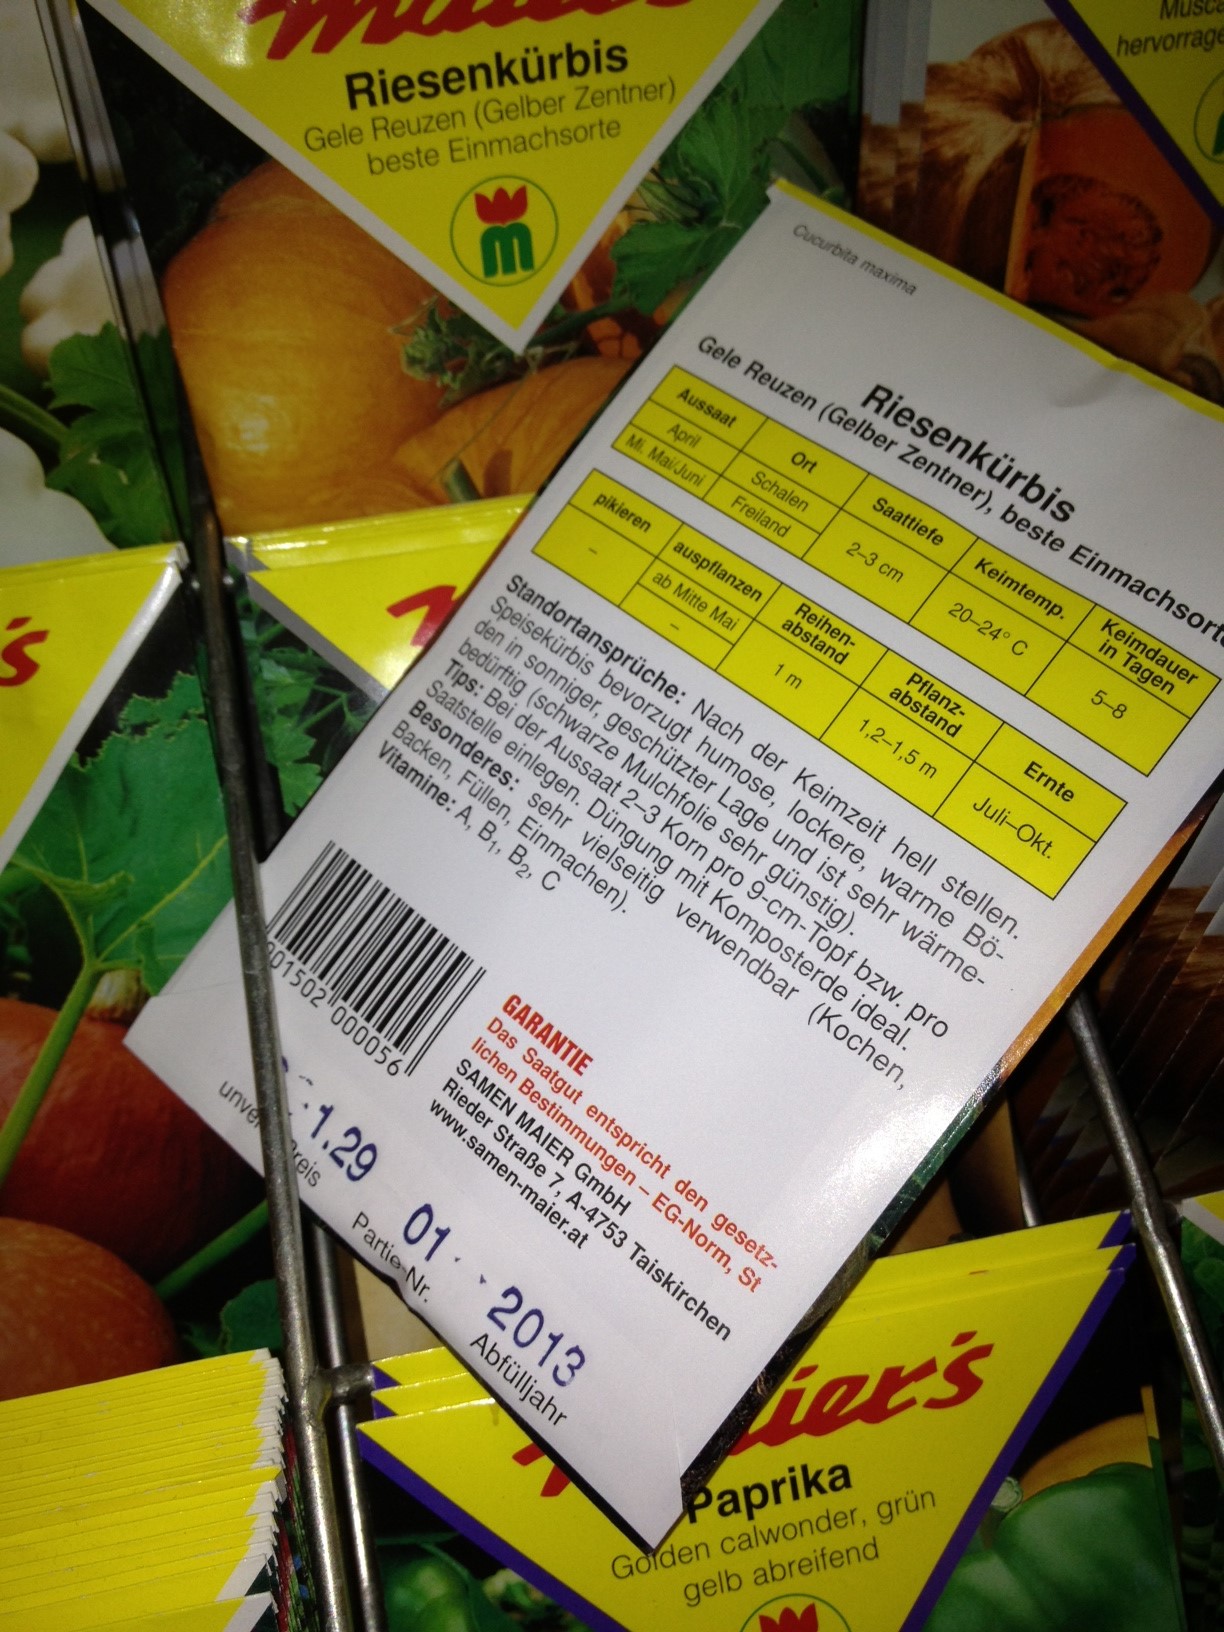 Riesenkürbis
Gele Reuzen (Gelber Zentner)
beste Einmachsorte
m
Cucurbita maxima
Riesenkürbis
Gele Reuzen (Gelber Zentner), beste Einmachsorte
Aussaat Ort Saattiefe Keimtemp. Keimdauer in Tagen
April Schalen 2–3 cm 20–24° C 5–8
Mi. Mai/Juni Freiland
pikieren auspflanzen Reihen-abstand Pflanz-abstand Ernte
– ab Mitte Mai 1 m 1,2–1,5 m Juli–Okt.
–
Standortansprüche: Nach der Keimzeit hell stellen.
Speisekürbis bevorzugt humose, lockere, warme Bö-
den in sonniger, geschützter Lage und ist sehr wärme-
bedürftig (schwarze Mulchfolie sehr günstig).
Tips: Bei der Aussaat 2–3 Korn pro 9-cm-Topf bzw. pro
Saatstelle einlegen. Düngung mit Komposterde ideal.
Besonderes: sehr vielseitig verwendbar (Kochen,
Backen, Füllen, Einmachen).
Vitamine: A, B1, B2, C
01502 000056
GARANTIE
Das Saatgut entspricht den gesetz-
lichen Bestimmungen – EG-Norm, St
SAMEN MAIER GmbH
Rieder Straße 7, A-4753 Taiskirchen
www.samen-maier.at
1.29 01 2013
Partie-Nr. Abfülljahr
Paprika
Golden calwonder, grün
gelb abreifend